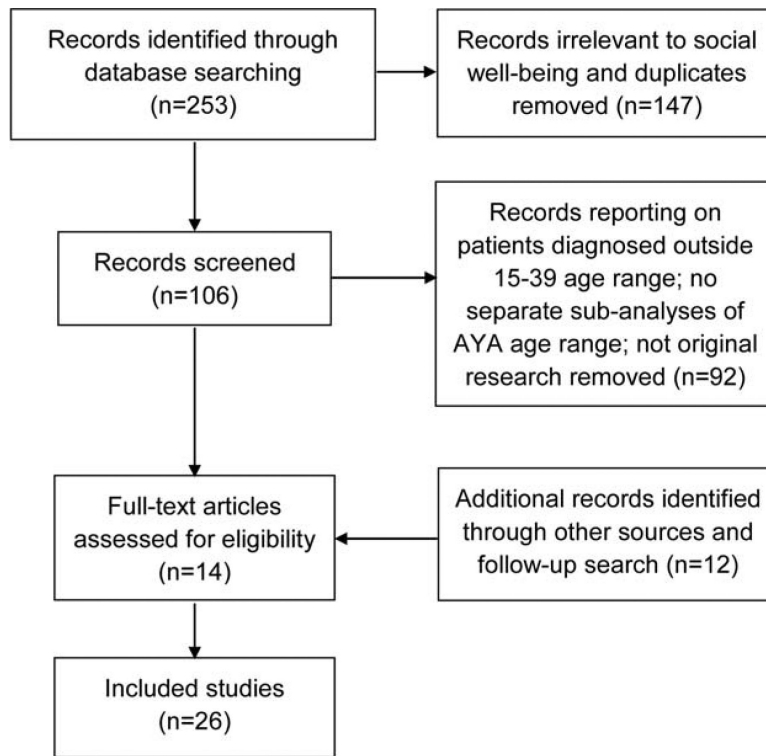 Records identified through
database searching
(n=253)
Records irrelevant to social
well-being and duplicates
removed (n=147)
Records screened
(n=106)
Records reporting on
patients diagnosed outside
15-39 age range; no
separate sub-analyses of
AYA age range; not original
research removed (n=92)
Full-text articles
assessed for eligibility
(n=14)
Additional records identified
through other sources and
follow-up search (n=12)
Included studies
(n=26)